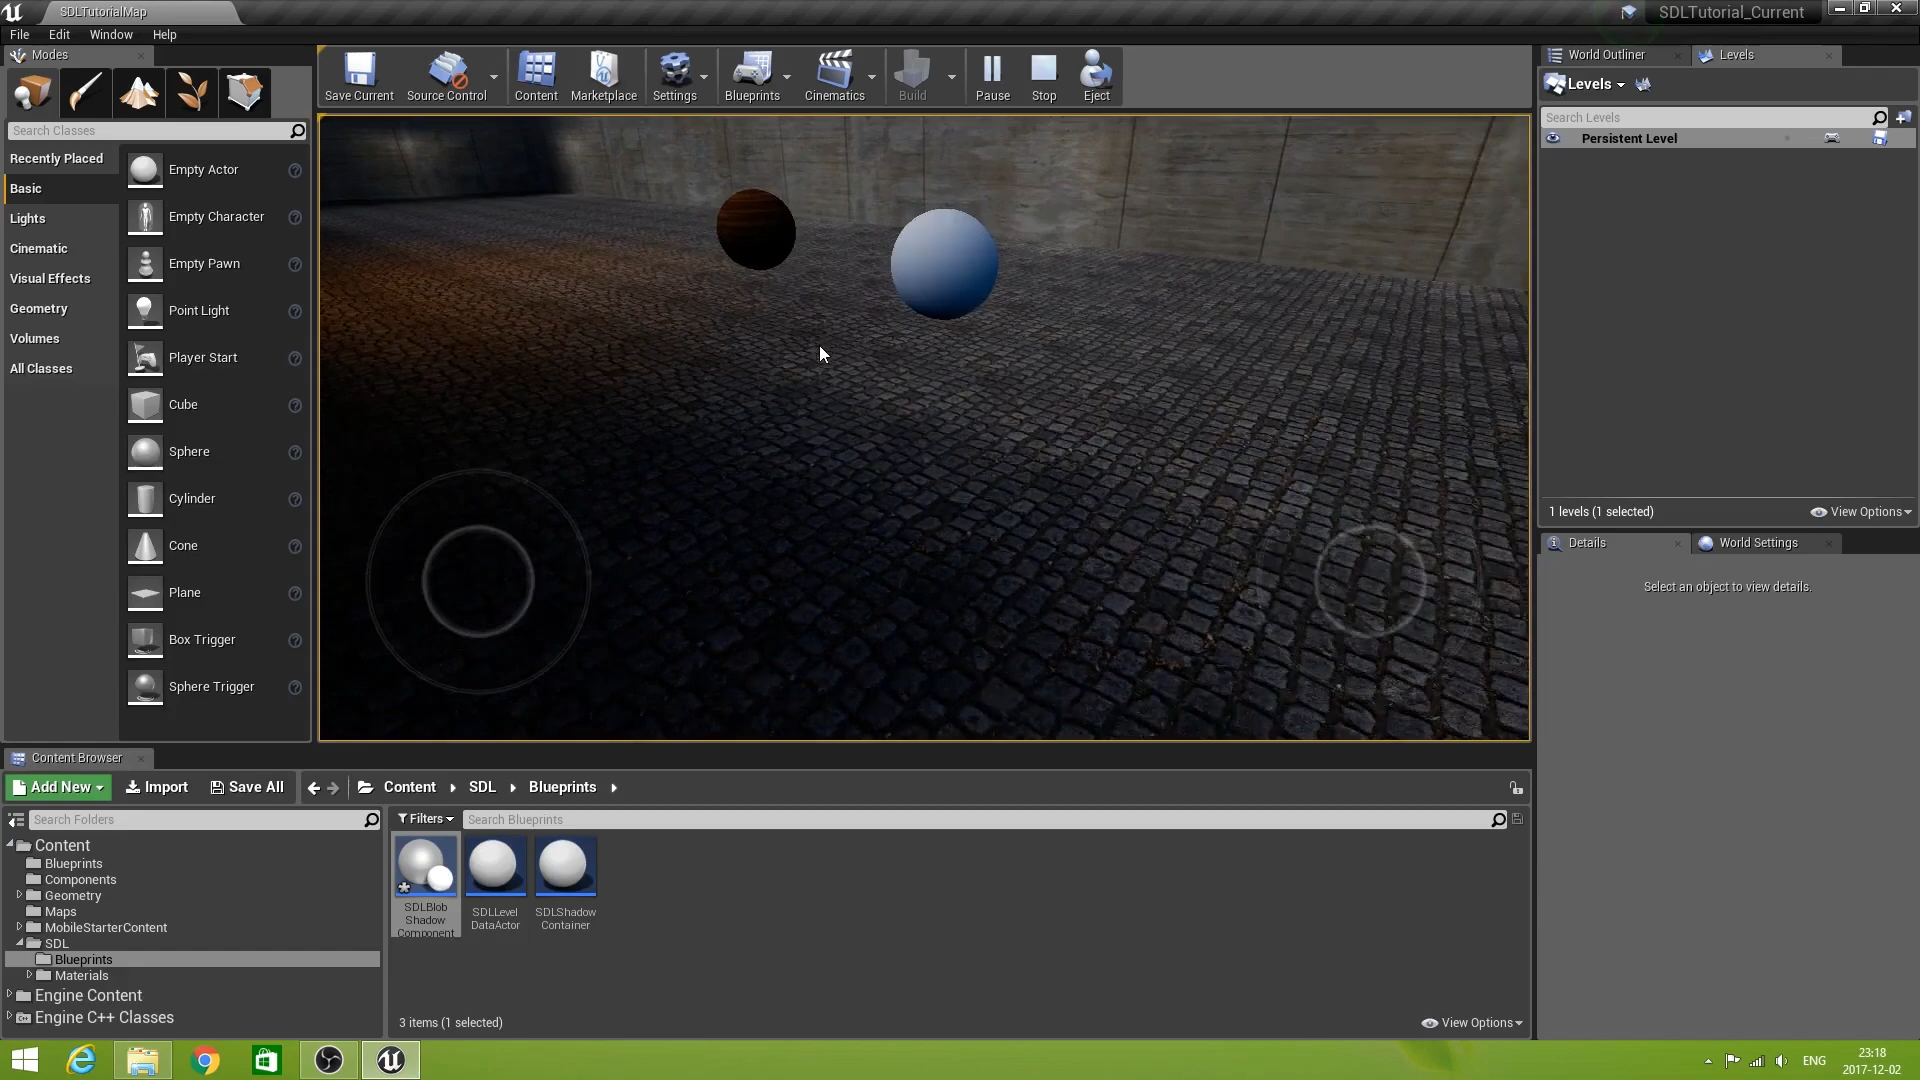 SDLTutorialMap
SDLTutorial_Current
File Edit Window Help
Modes
Save Current
Source Control
Content
Marketplace
Settings
Blueprints
Cinematics
Build
Pause
Stop
Eject
World Outliner
Levels
Levels
Search Levels
Persistent Level
1 levels (1 selected)
View Options
Details
World Settings
Select an object to view details.
Search Classes
Recently Placed
Basic
Lights
Cinematic
Visual Effects
Geometry
Volumes
All Classes
Empty Actor
Empty Character
Empty Pawn
Point Light
Player Start
Cube
Sphere
Cylinder
Cone
Plane
Box Trigger
Sphere Trigger
Content Browser
Add New
Import
Save All
Content
SDL
Blueprints
Search Folders
Filters
Search Blueprints
Content
Blueprints
Components
Geometry
Maps
MobileStarterContent
SDL
Blueprints
Materials
Engine Content
Engine C++ Classes
SDLBlob
Shadow
Component
SDLLevel
DataActor
SDLShadow
Container
3 items (1 selected)
View Options
ENG
23:18
2017-12-02